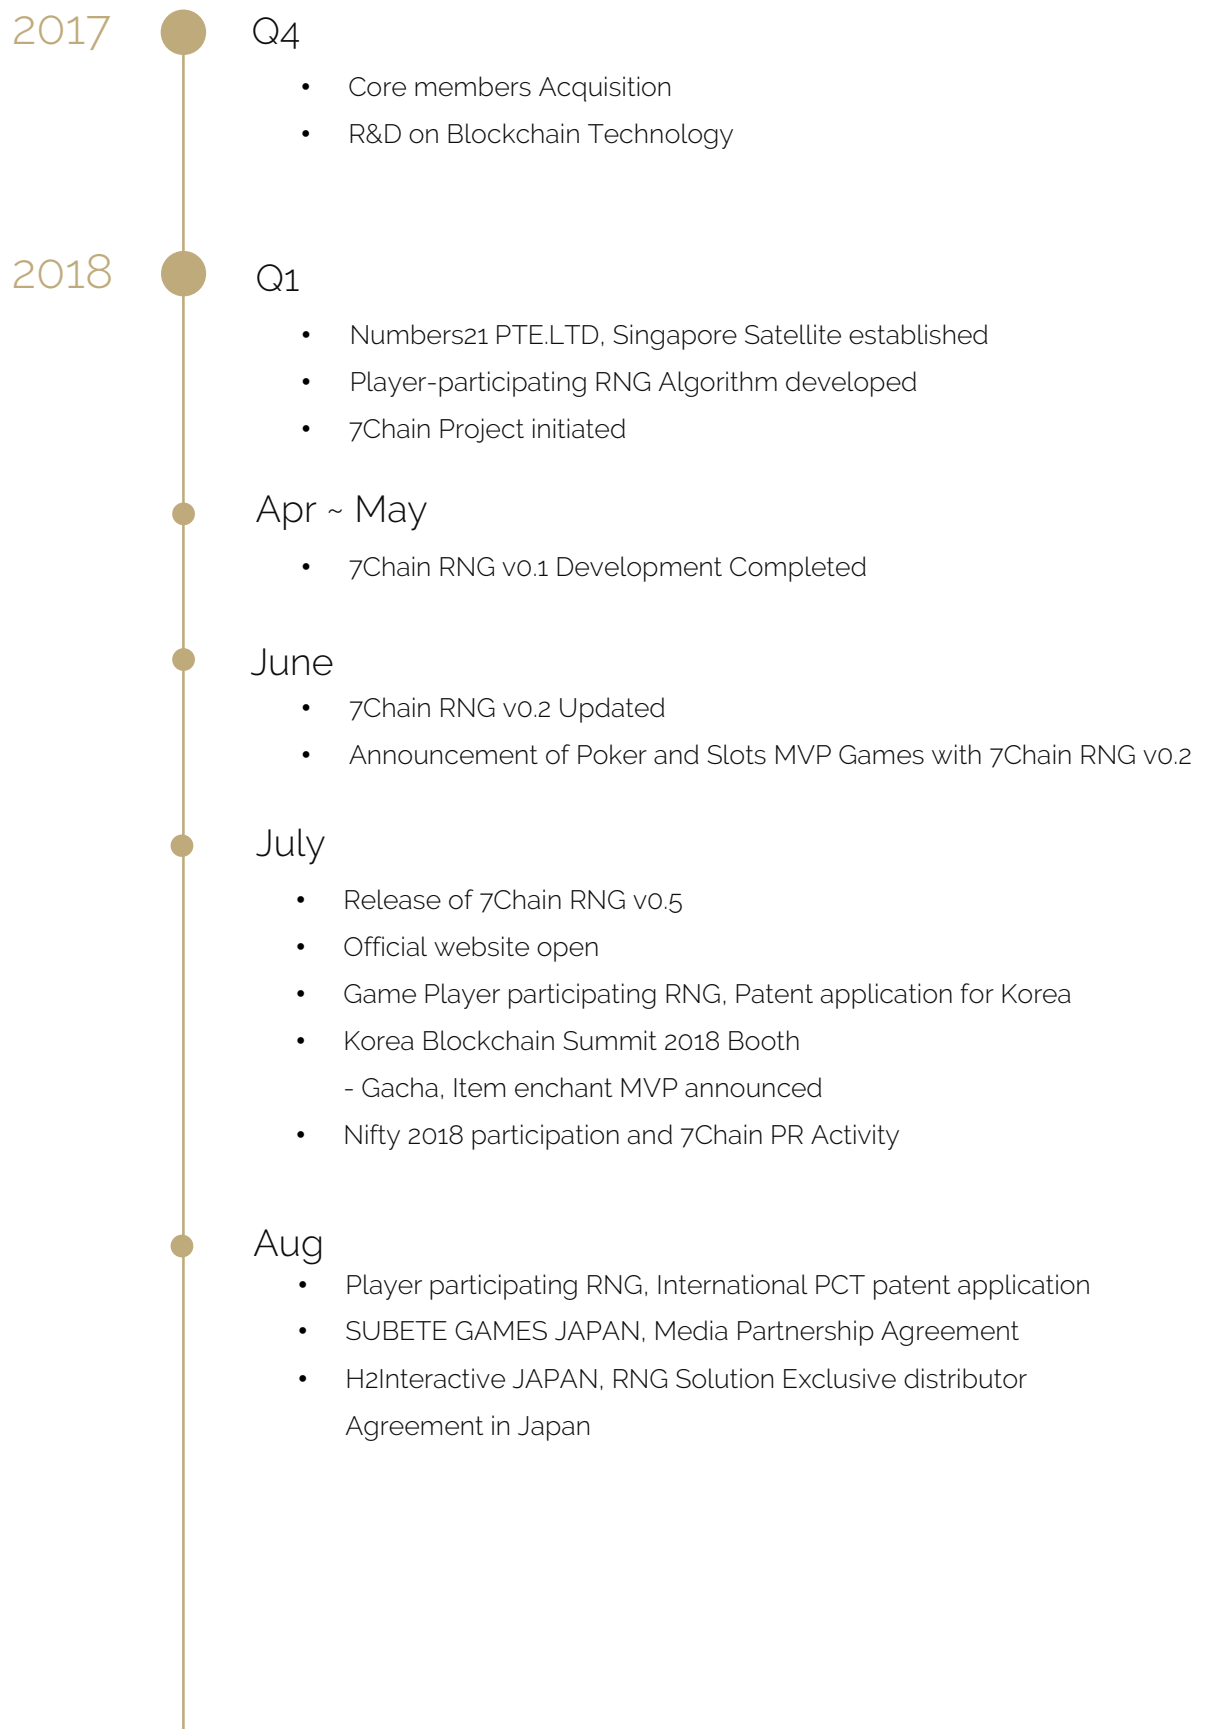 2017
Q4
• Core members Acquisition
• R&D on Blockchain Technology
2018
Q1
• Numbers21 PTE.LTD, Singapore Satellite established
• Player-participating RNG Algorithm developed
• 7Chain Project initiated
Apr ~ May
• 7Chain RNG v0.1 Development Completed
June
• 7Chain RNG v0.2 Updated
• Announcement of Poker and Slots MVP Games with 7Chain RNG v0.2
July
• Release of 7Chain RNG v0.5
• Official website open
• Game Player participating RNG, Patent application for Korea
• Korea Blockchain Summit 2018 Booth
- Gacha, Item enchant MVP announced
• Nifty 2018 participation and 7Chain PR Activity
Aug
• Player participating RNG, International PCT patent application
• SUBETE GAMES JAPAN, Media Partnership Agreement
• H2Interactive JAPAN, RNG Solution Exclusive distributor
Agreement in Japan